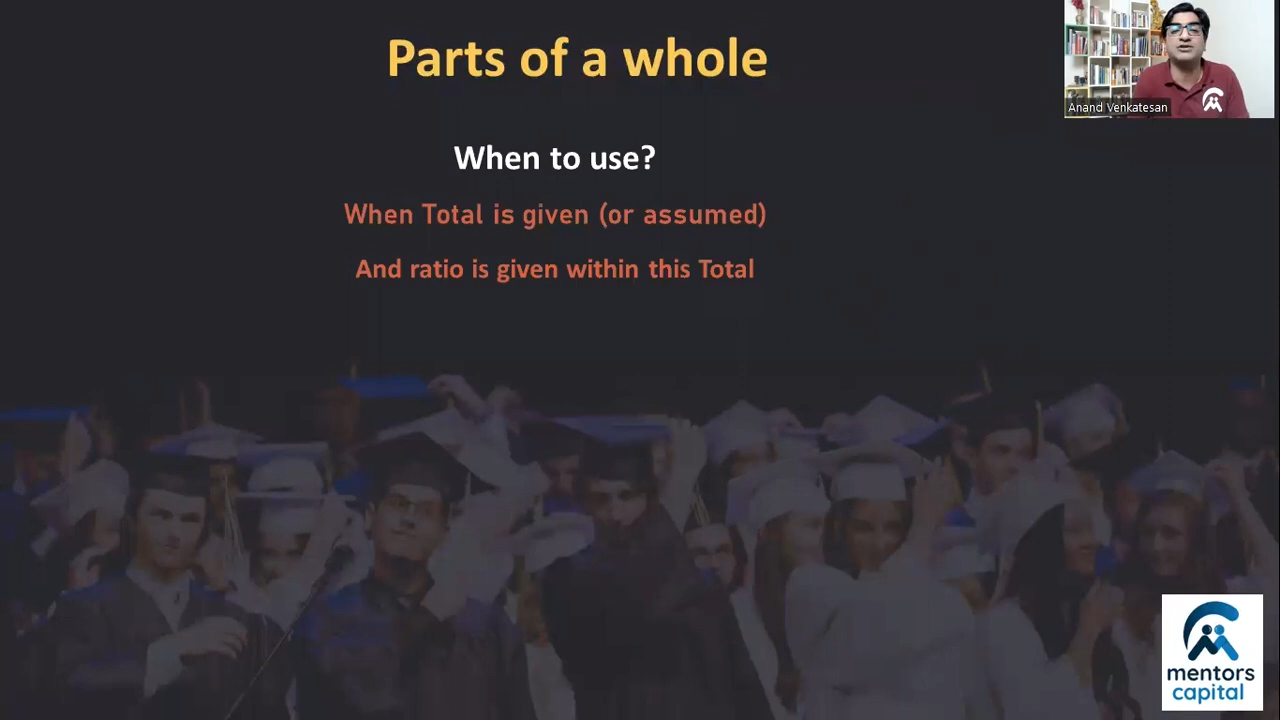 Parts of a whole
Anand Venkatesan
When to use?
When Total is given (or assumed)
And ratio is given within this Total
mentors
capital